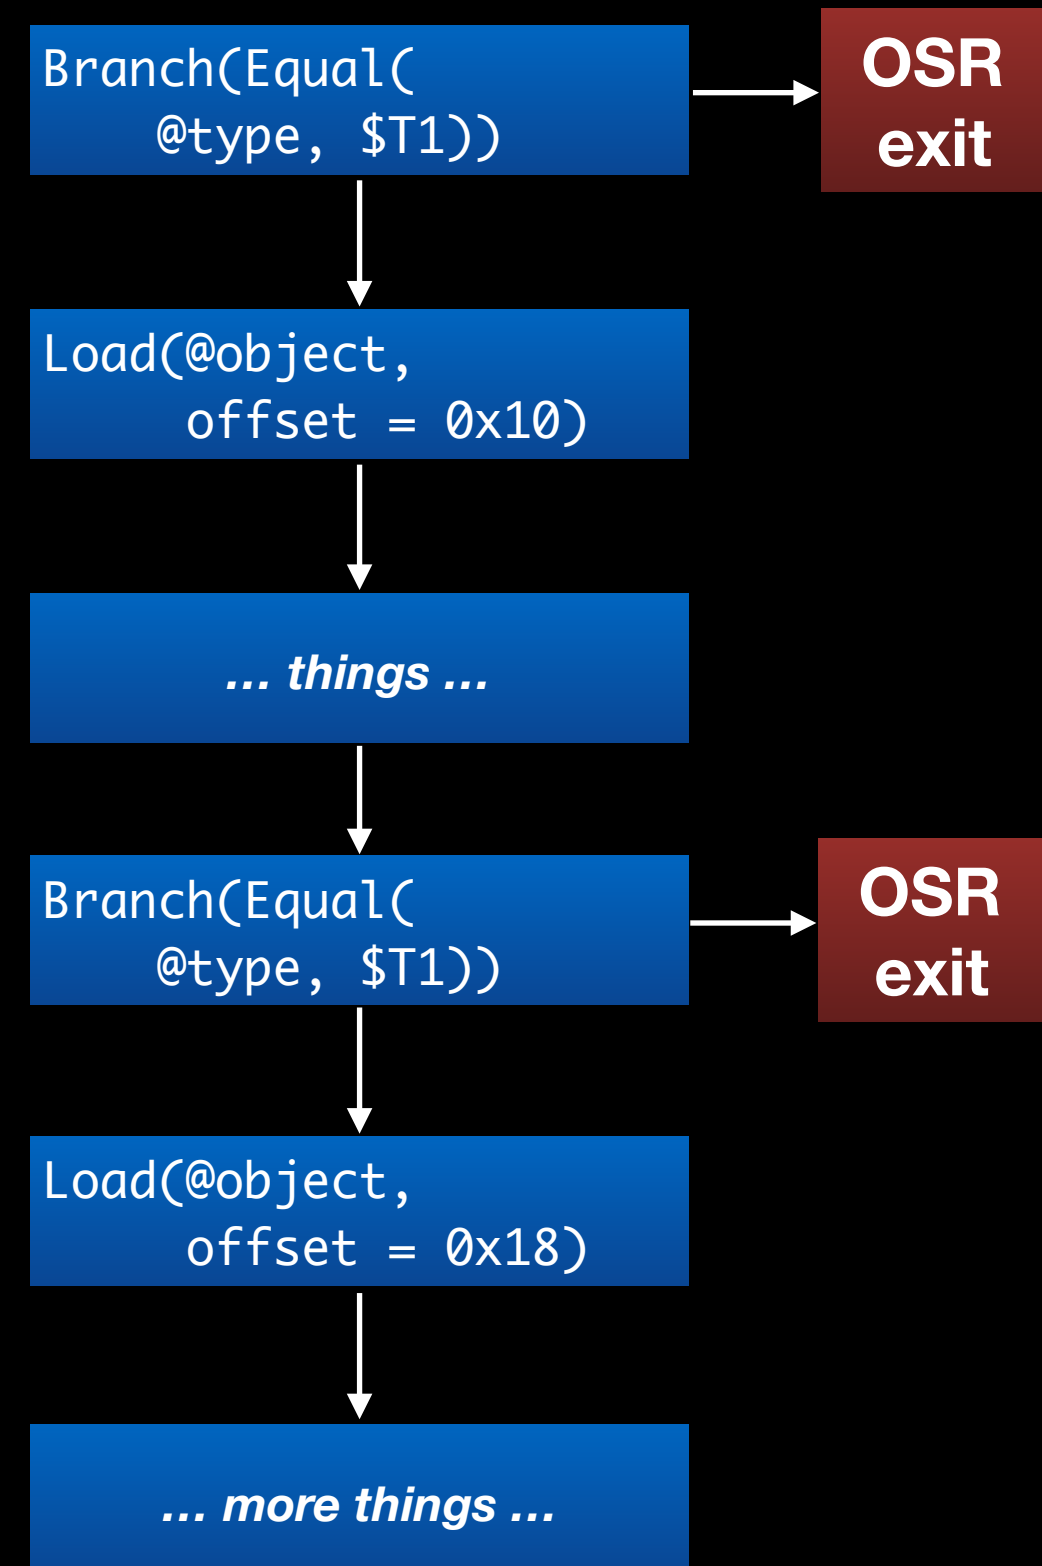 Branch(Equal(
@type, $T1))
OSR
exit
Load(@object,
offset = 0x10)
... things ...
Branch(Equal(
@type, $T1))
OSR
exit
Load(@object,
offset = 0x18)
... more things ...